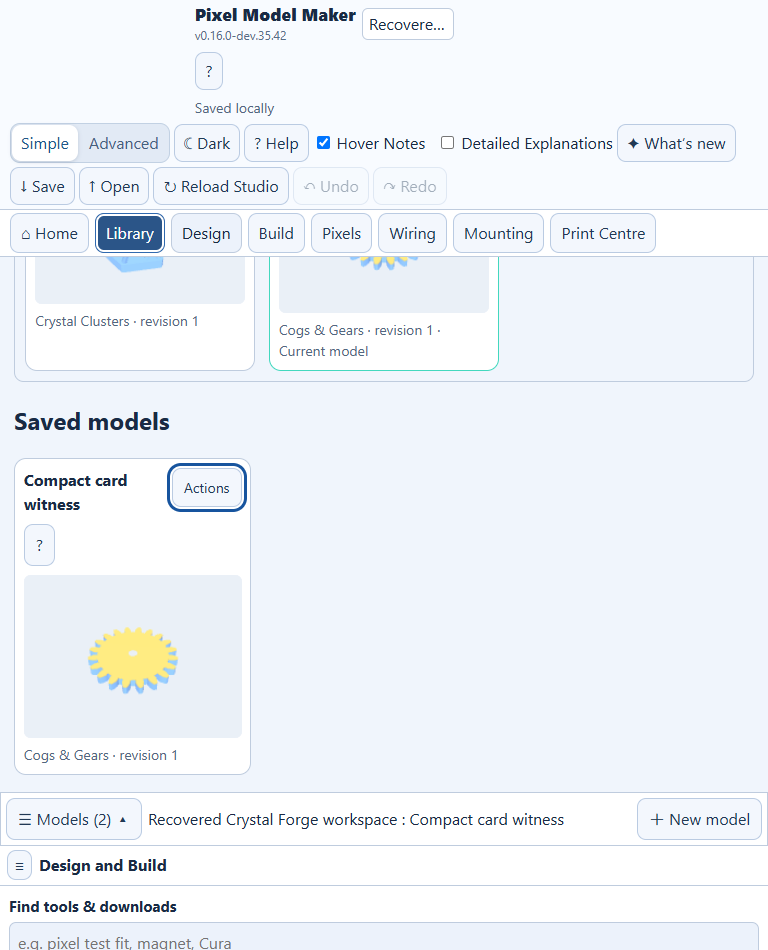 Pixel Model Maker
v0.16.0-dev.35.42
Recovere...
?
Saved locally
Simple Advanced ☾ Dark ? Help Hover Notes Detailed Explanations ✦ What's new
↓ Save ↑ Open ↻ Reload Studio ↶ Undo ↷ Redo
⌂ Home Library Design Build Pixels Wiring Mounting Print Centre
Crystal Clusters · revision 1
Cogs & Gears · revision 1 ·
Current model
Saved models
Compact card
witness
Actions
?
Cogs & Gears · revision 1
☰ Models (2) ▲ Recovered Crystal Forge workspace : Compact card witness + New model
≡ Design and Build
Find tools & downloads
e.g. pixel test fit, magnet, Cura